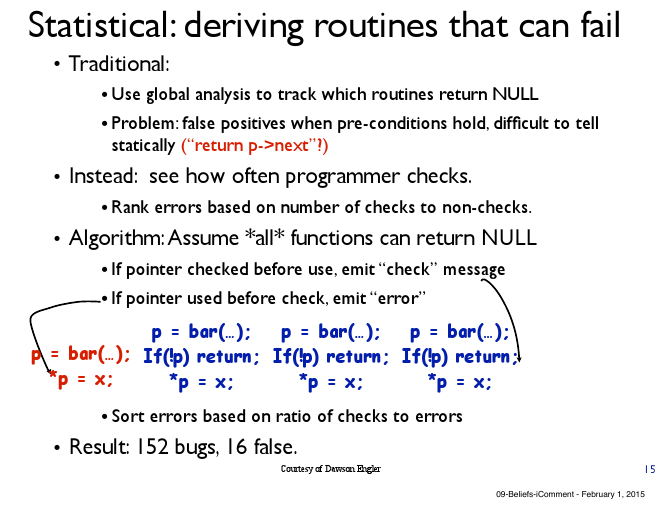 Statistical: deriving routines that can fail
• Traditional:
• Use global analysis to track which routines return NULL
• Problem: false positives when pre-conditions hold, difficult to tell
statically (“return p->next”?)
• Instead: see how often programmer checks.
• Rank errors based on number of checks to non-checks.
• Algorithm: Assume *all* functions can return NULL
• If pointer checked before use, emit “check” message
• If pointer used before check, emit “error”
p = bar(…);
*p = x;
p = bar(…);
If(!p) return;
*p = x;
p = bar(…);
If(!p) return;
*p = x;
p = bar(…);
If(!p) return;
*p = x;
• Sort errors based on ratio of checks to errors
• Result: 152 bugs, 16 false.
Courtesy of Dawson Engler
15
09-Beliefs-iComment - February 1, 2015